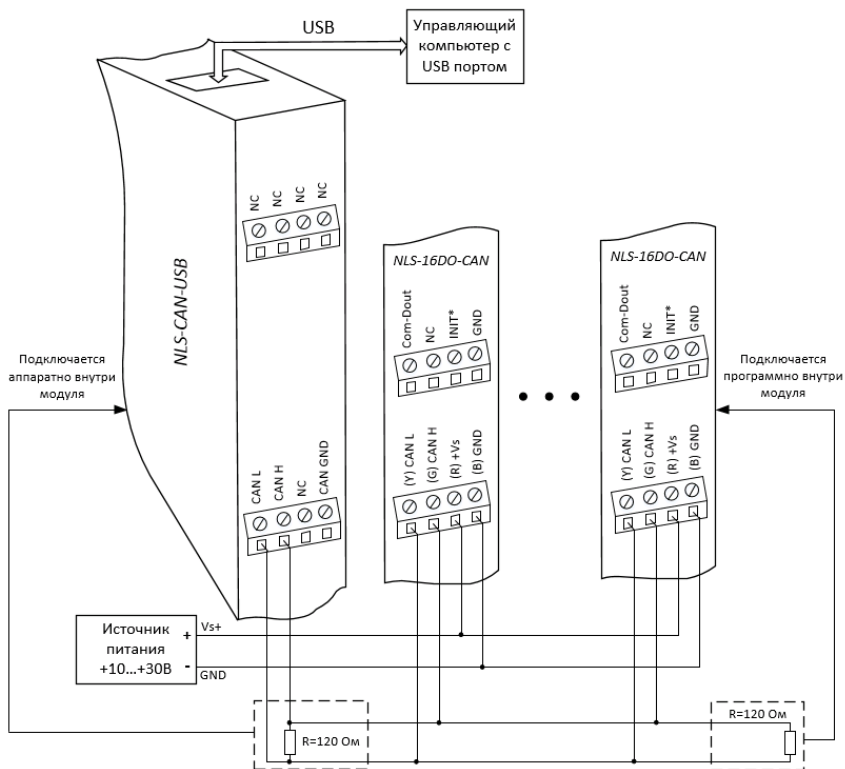 USB
Управляющий
компьютер с
USB портом
NC
NC
NC
NC
NLS-CAN-USB
NLS-16DO-CAN
NLS-16DO-CAN
Com-Dout
NC
INIT*
GND
Com-Dout
NC
INIT*
GND
Подключается
аппаратно внутри
модуля
Подключается
программно внутри
модуля
CAN L
CAN H
NC
CAN GND
(Y) CAN L
(G) CAN H
(R) +Vs
(B) GND
(Y) CAN L
(G) CAN H
(R) +Vs
(B) GND
Источник
питания
+10...+30В
+
Vs+
-
GND
R=120 Ом
R=120 Ом